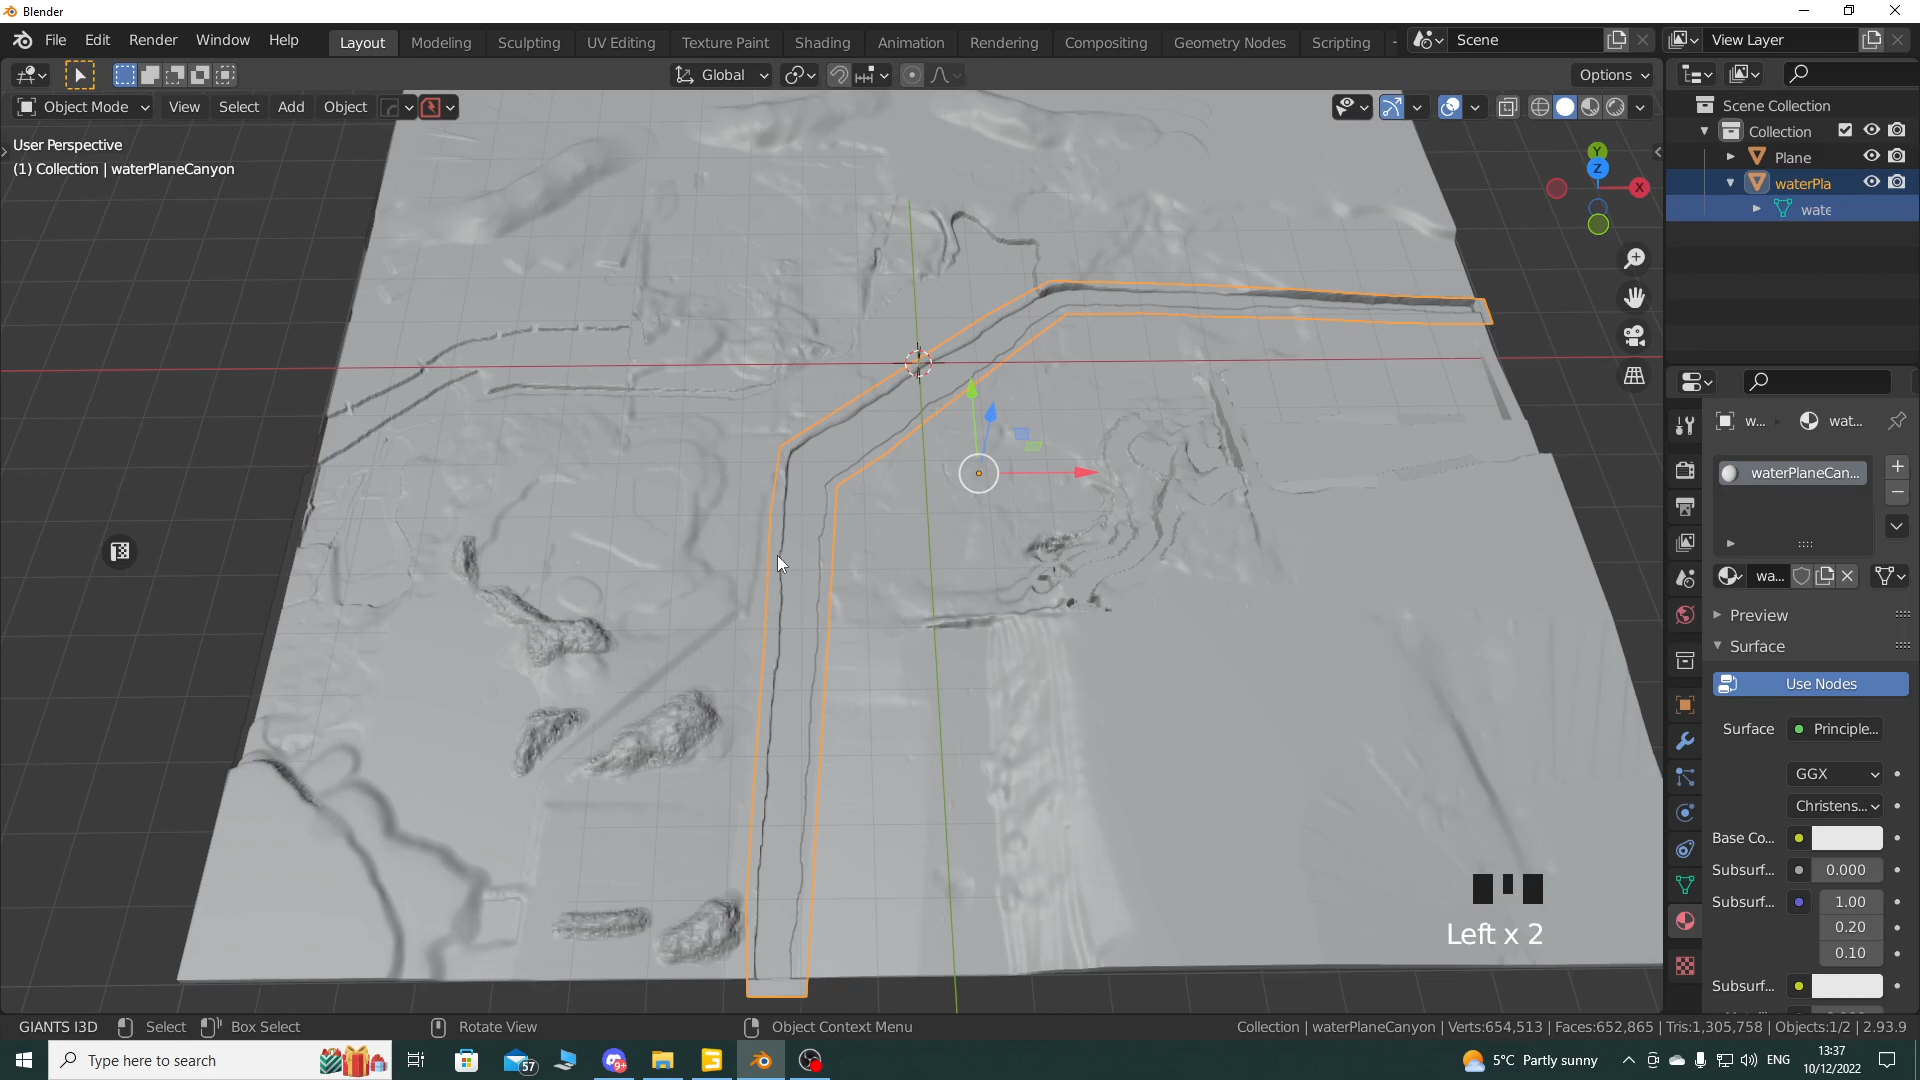 Blender
File Edit Render Window Help Layout Modeling Sculpting UV Editing Texture Paint Shading Animation Rendering Compositing Geometry Nodes Scripting Scene View Layer
Global Options
Object Mode View Select Add Object
User Perspective
(1) Collection | waterPlaneCanyon
Scene Collection
Collection
Plane
waterPla
wate
Y
Z
X
w... wat...
waterPlaneCan...
wa...
Preview
Surface
Use Nodes
Surface Principle...
GGX
Christens...
Base Co...
Subsurf... 0.000
Subsurf... 1.00
0.20
0.10
Subsurf...
Left x 2
GIANTS I3D Select Box Select Rotate View Object Context Menu Collection | waterPlaneCanyon | Verts:654,513 | Faces:652,865 | Tris:1,305,758 | Objects:1/2 | 2.93.9
Type here to search 57 9+ 5°C Partly sunny ENG 13:37
10/12/2022